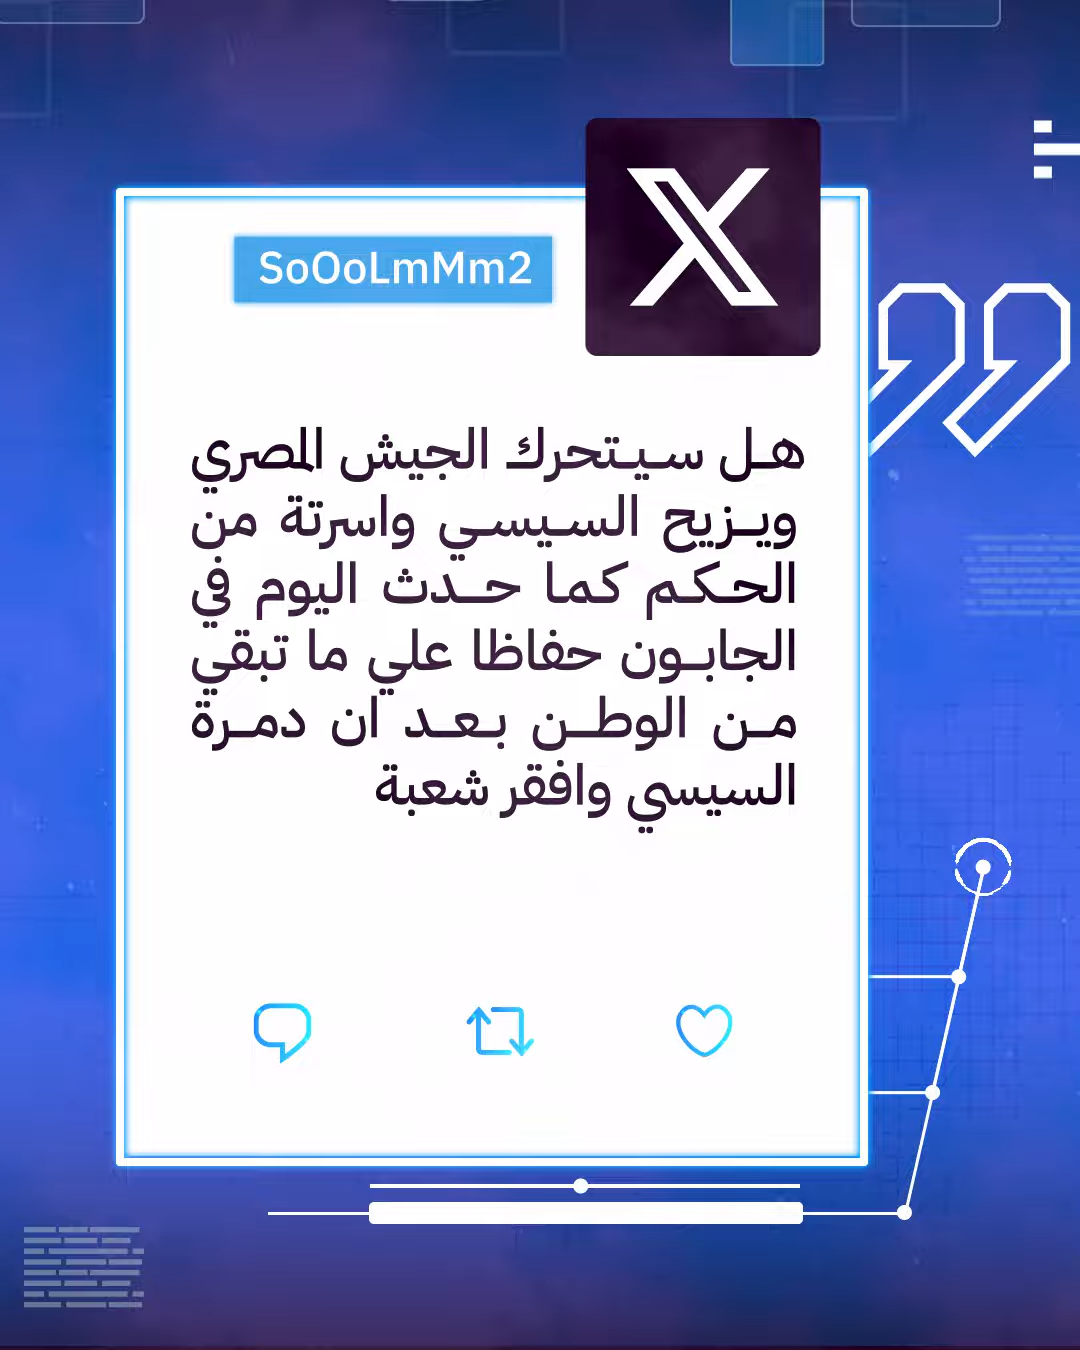 SoOoLmMm2
هل سيتحرك الجيش المصري
ويزيح السيسي واسرتة من
الحكم كما حدث اليوم في
الجابون حفاظا علي ما تبقي
من الوطن بعد ان دمرة
السيسي وافقر شعبة